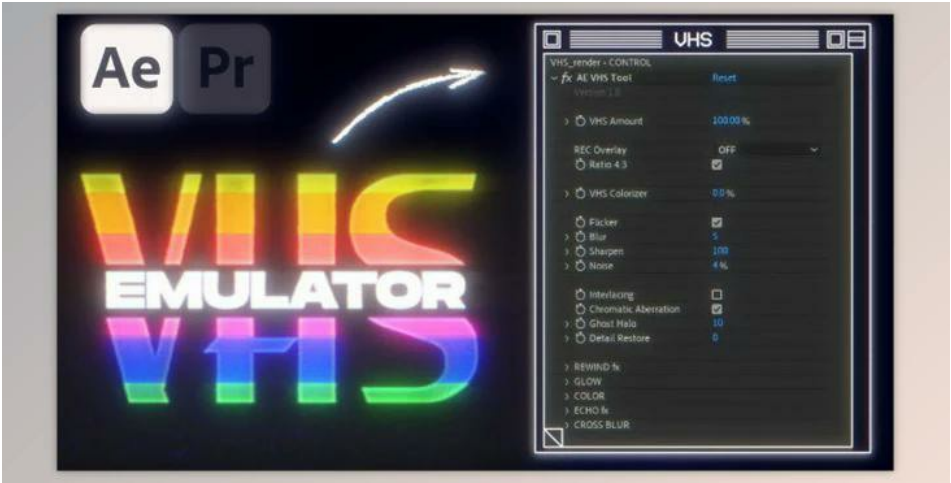 Ae Pr
VHS
EMULATOR
VHS
VHS_render - CONTROL
fx AE VHS Tool Reset
Version 1.0
VHS Amount 100.00 %
REC Overlay OFF
Ratio 4:3
VHS Colorizer 0.0 %
Flicker
Blur 5
Sharpen 100
Noise 4 %
Interlacing
Chromatic Aberration
Ghost Halo 10
Detail Restore 0
REWIND fx
GLOW
COLOR
ECHO fx
CROSS BLUR